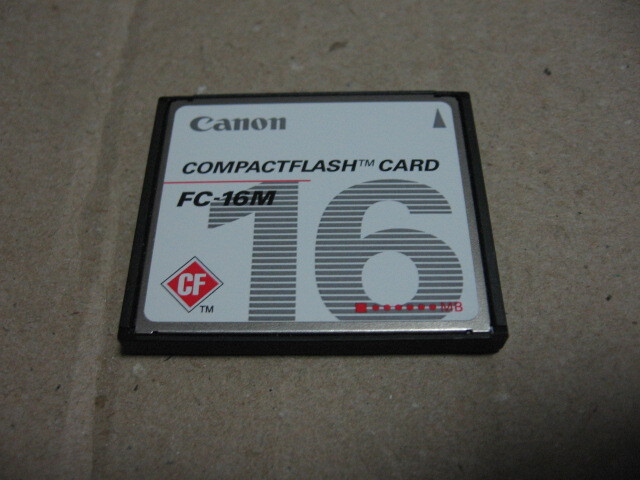 Canon
COMPACTFLASH™ CARD
FC-16M
16
MB
CF
TM